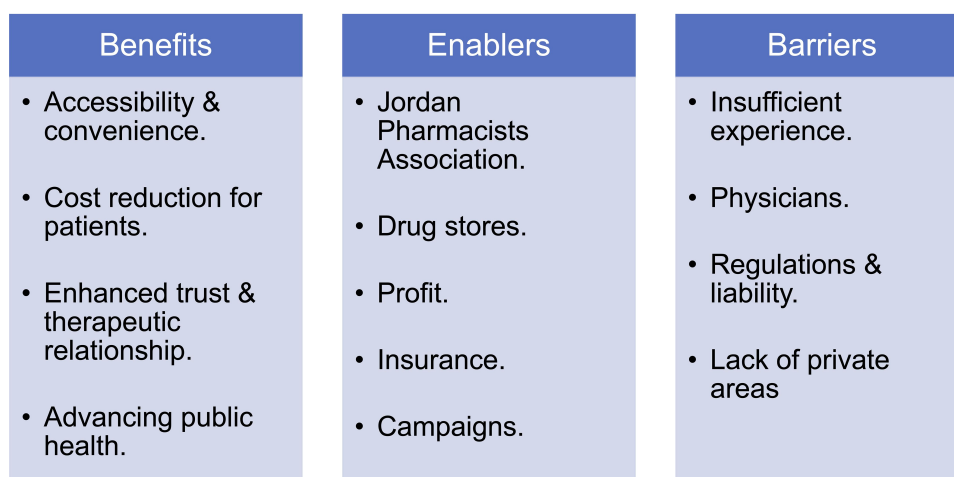 Benefits
• Accessibility &
convenience.
• Cost reduction for
patients.
• Enhanced trust &
therapeutic
relationship.
• Advancing public
health.
Enablers
• Jordan
Pharmacists
Association.
• Drug stores.
• Profit.
• Insurance.
• Campaigns.
Barriers
• Insufficient
experience.
• Physicians.
• Regulations &
liability.
• Lack of private
areas